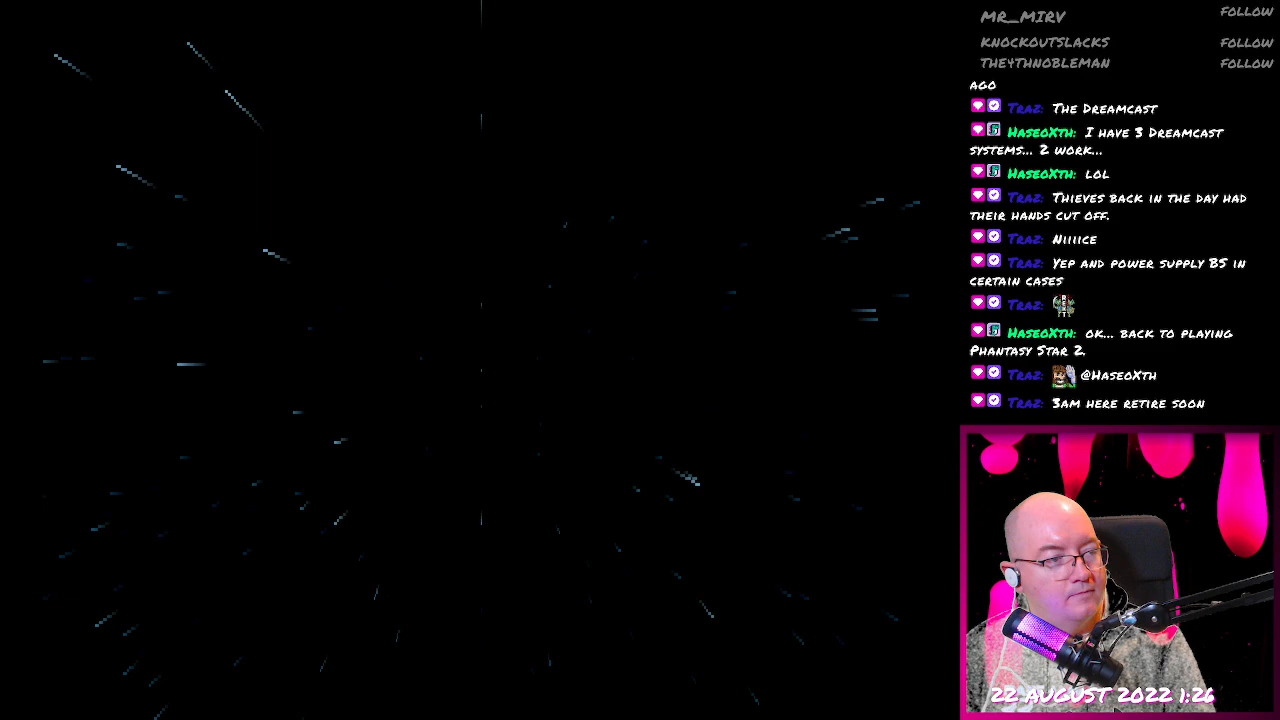 MR_MIRV FOLLOW
KNOCKOUTSLACKS FOLLOW
THE4THNOBLEMAN FOLLOW
AGO
TRAZ: THE DREAMCAST
HASEOXTH: I HAVE 3 DREAMCAST
SYSTEMS... 2 WORK...
HASEOXTH: LOL
TRAZ: THIEVES BACK IN THE DAY HAD
THEIR HANDS CUT OFF.
TRAZ: NIIIICE
TRAZ: YEP AND POWER SUPPLY BS IN
CERTAIN CASES
TRAZ:
HASEOXTH: OK... BACK TO PLAYING
PHANTASY STAR 2.
TRAZ: @HASEOXTH
TRAZ: 3AM HERE RETIRE SOON
22 AUGUST 2022 1:26